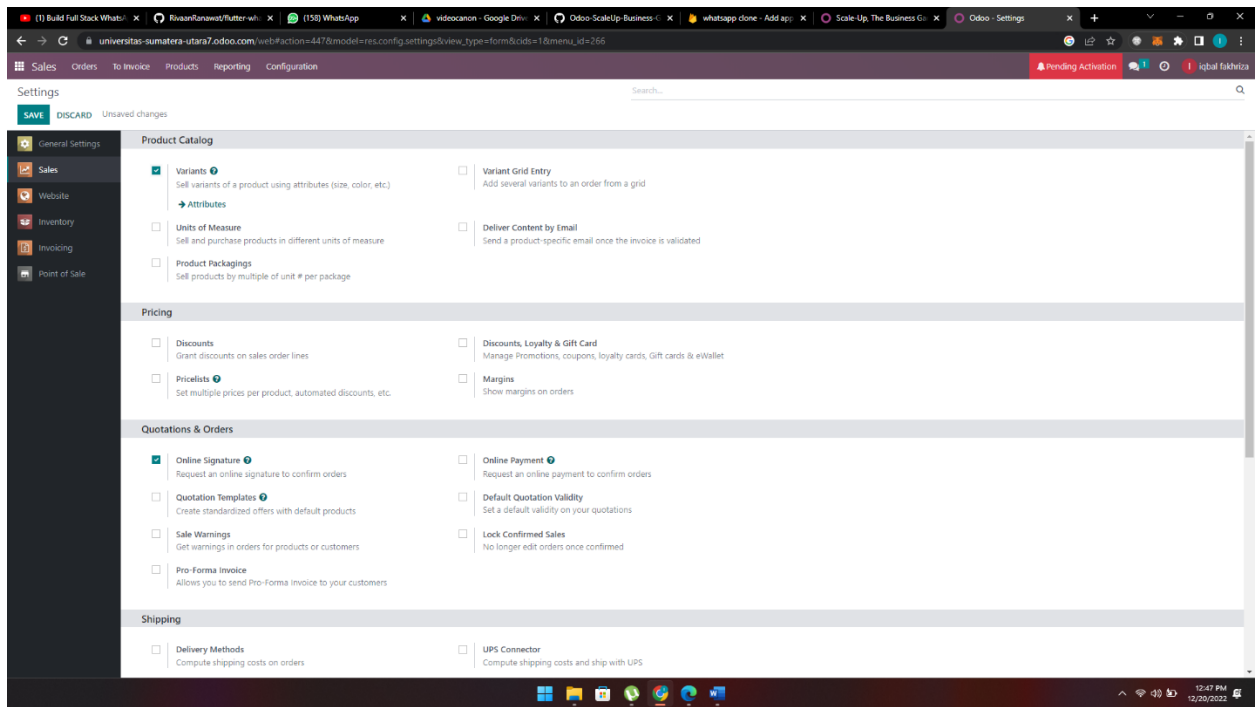 (1) Build Full Stack WhatsA
RivaanRanawat/flutter-wha
(158) WhatsApp
videocanon - Google Drive
Odoo-ScaleUp-Business-G
whatsapp clone - Add app
Scale-Up, The Business Ga
Odoo - Settings
universitas-sumatera-utara7.odoo.com/web#action=447&model=res.config.settings&view_type=form&cids=1&menu_id=266
Sales Orders To Invoice Products Reporting Configuration
Pending Activation 1 I iqbal fakhriza
Settings
Search...
SAVE DISCARD Unsaved changes
General Settings
Sales
Website
Inventory
Invoicing
Point of Sale
Product Catalog
Variants
Sell variants of a product using attributes (size, color, etc.)
Attributes
Variant Grid Entry
Add several variants to an order from a grid
Units of Measure
Sell and purchase products in different units of measure
Deliver Content by Email
Send a product-specific email once the invoice is validated
Product Packagings
Sell products by multiple of unit # per package
Pricing
Discounts
Grant discounts on sales order lines
Discounts, Loyalty & Gift Card
Manage Promotions, coupons, loyalty cards, Gift cards & eWallet
Pricelists
Set multiple prices per product, automated discounts, etc.
Margins
Show margins on orders
Quotations & Orders
Online Signature
Request an online signature to confirm orders
Online Payment
Request an online payment to confirm orders
Quotation Templates
Create standardized offers with default products
Default Quotation Validity
Set a default validity on your quotations
Sale Warnings
Get warnings in orders for products or customers
Lock Confirmed Sales
No longer edit orders once confirmed
Pro-Forma Invoice
Allows you to send Pro-Forma Invoice to your customers
Shipping
Delivery Methods
Compute shipping costs on orders
UPS Connector
Compute shipping costs and ship with UPS
12:47 PM
12/20/2022